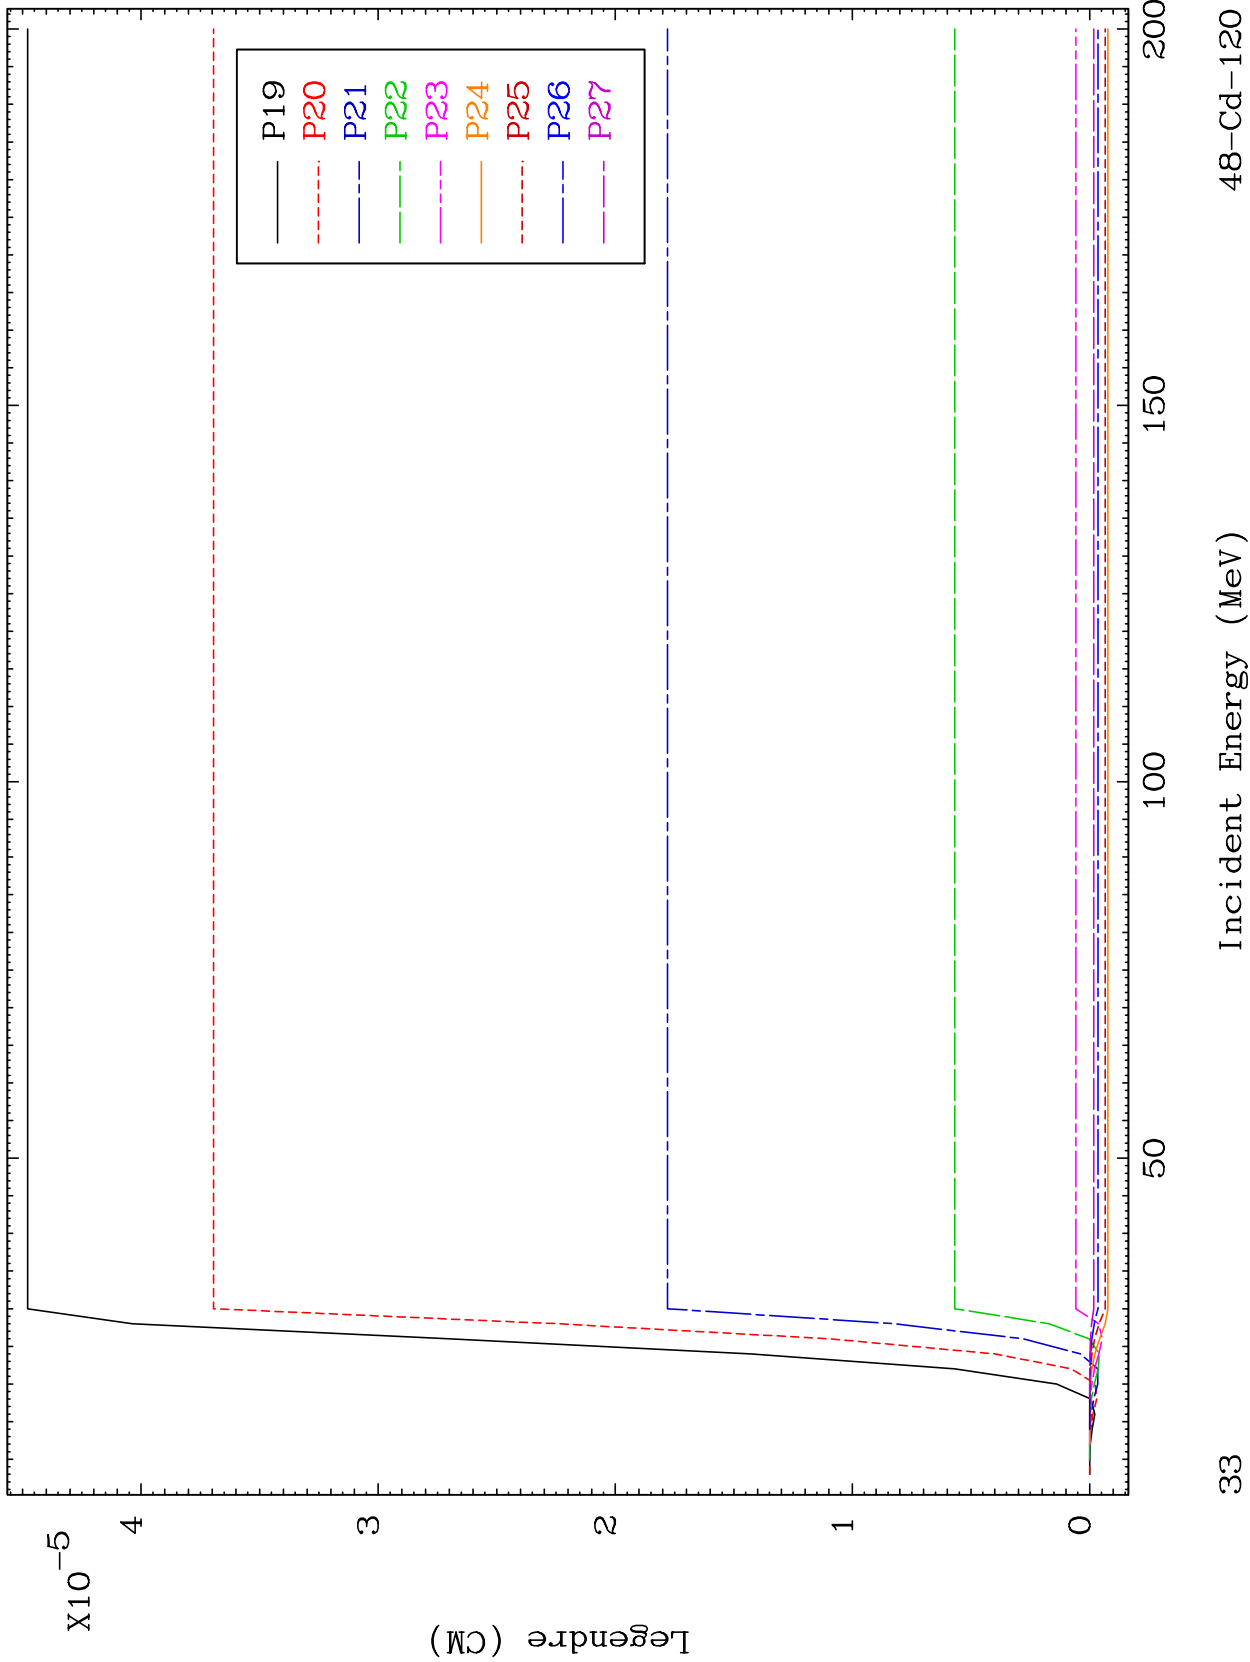 X10⁻⁵
Legendre (CM)
4
3
2
1
0
P19
P20
P21
P22
P23
P24
P25
P26
P27
50
100
150
200
Incident Energy (MeV)
33
48-Cd-120